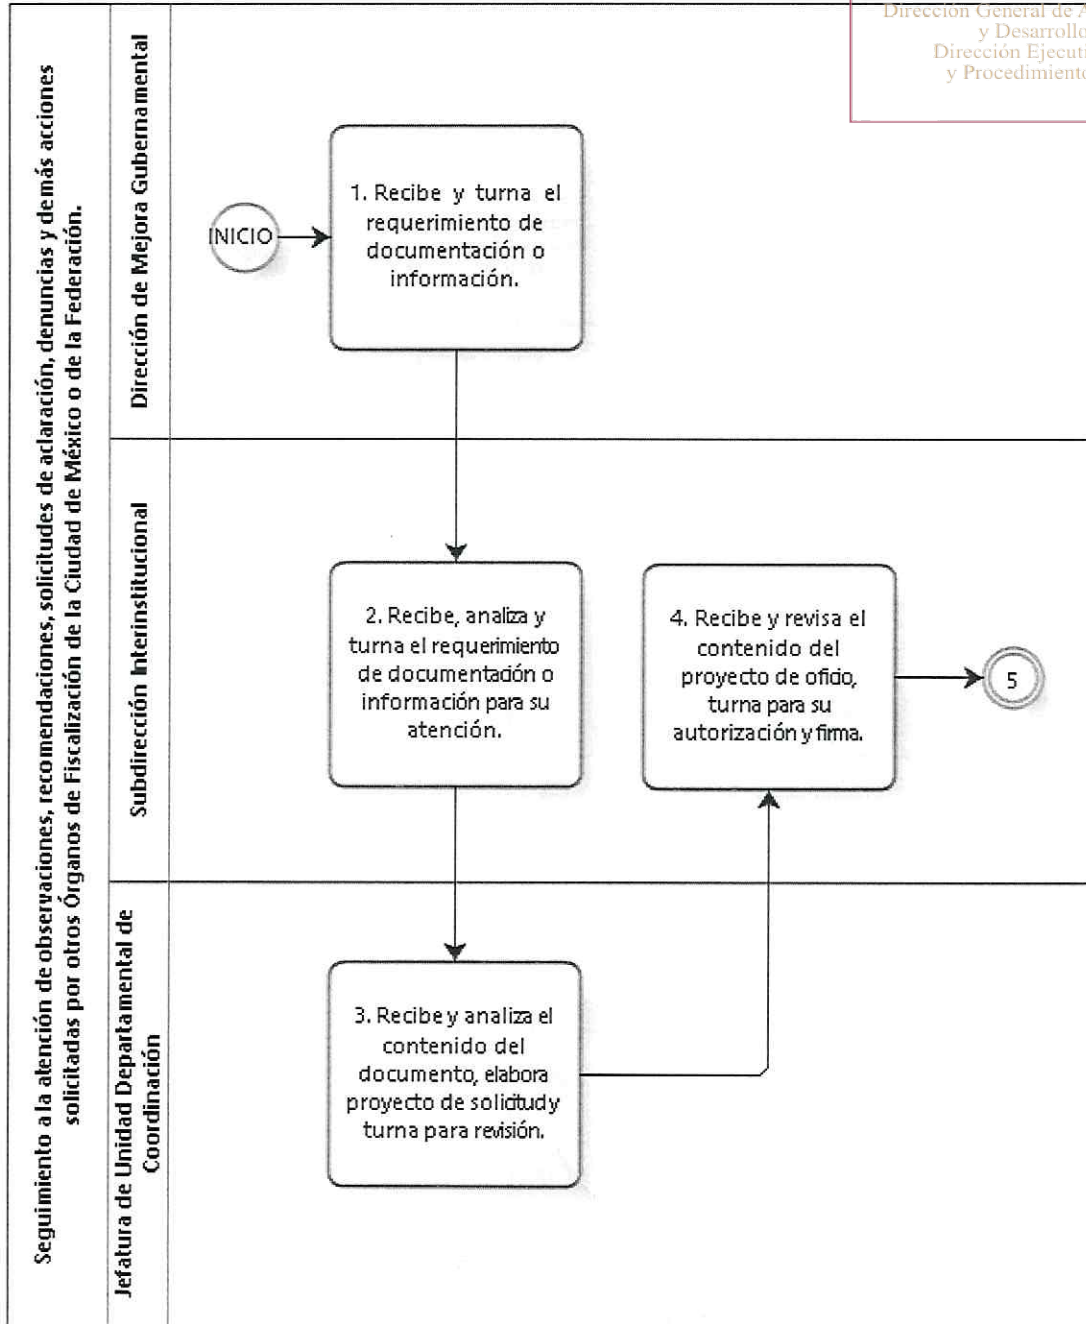 Dirección General de A
y Desarrollo
Dirección Ejecuti
y Procedimiento
Seguimiento a la atención de observaciones, recomendaciones, solicitudes de aclaración, denuncias y demás acciones
solicitadas por otros Órganos de Fiscalización de la Ciudad de México o de la Federación.
Dirección de Mejora Gubernamental
INICIO
1. Recibe y turna el
requerimiento de
documentación o
información.
Subdirección Interinstitucional
2. Recibe, analiza y
turna el requerimiento
de documentación o
información para su
atención.
4. Recibe y revisa el
contenido del
proyecto de oficio,
turna para su
autorización y firma.
5
Jefatura de Unidad Departamental de
Coordinación
3. Recibe y analiza el
contenido del
documento, elabora
proyecto de solicitud y
turna para revisión.